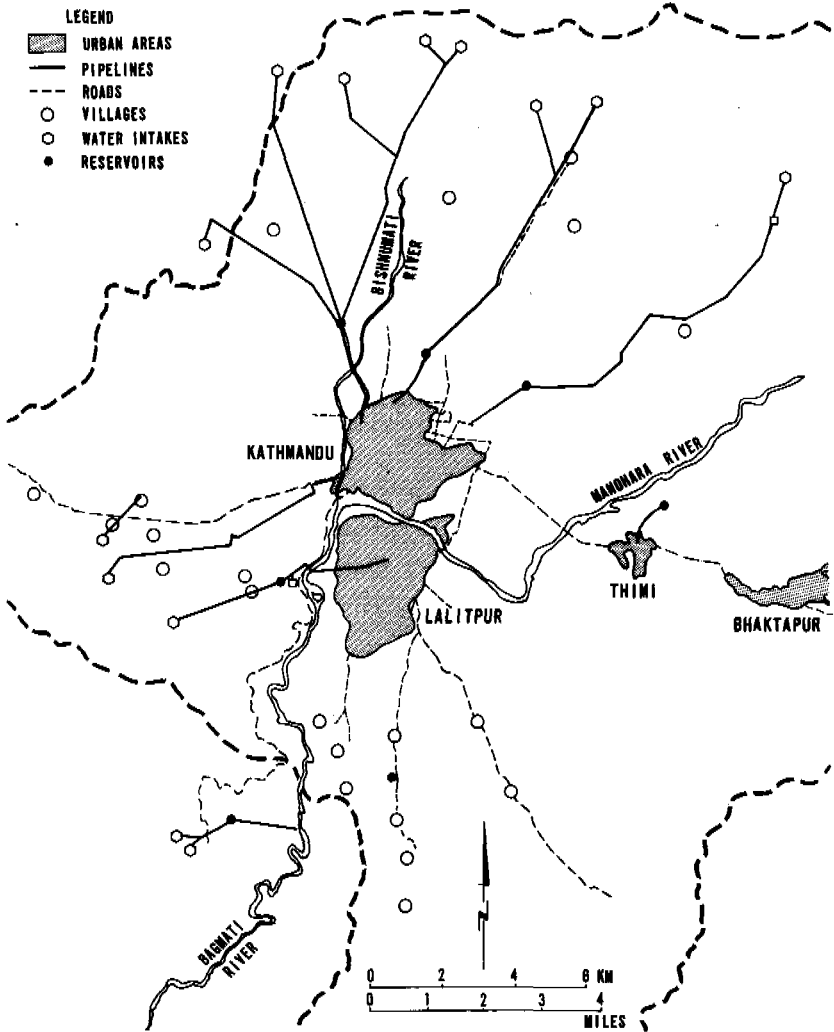 LEGEND
URBAN AREAS
PIPELINES
ROADS
VILLAGES
WATER INTAKES
RESERVOIRS
BISHNUMATI
RIVER
KATHMANDU
MANOHARA RIVER
THIMI
LALITPUR
BHAKTAPUR
BAGMATI
RIVER
N
0 2 4 6 KM
0 1 2 3 4
MILES